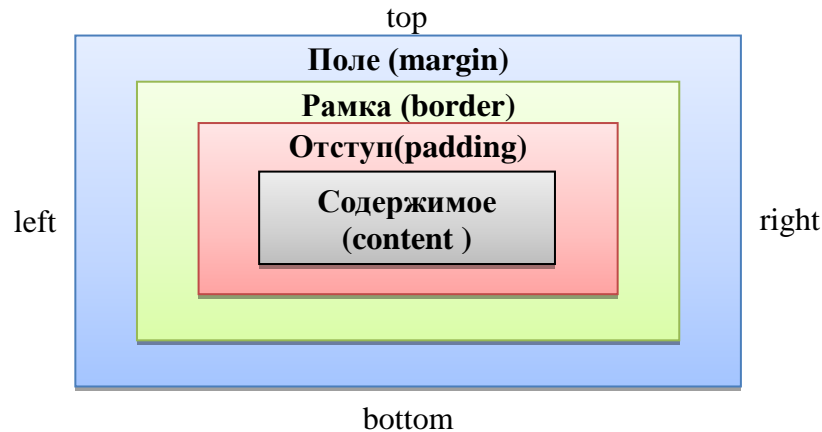 top
Поле (margin)
Рамка (border)
Отступ(padding)
Содержимое
(content )
left
right
bottom